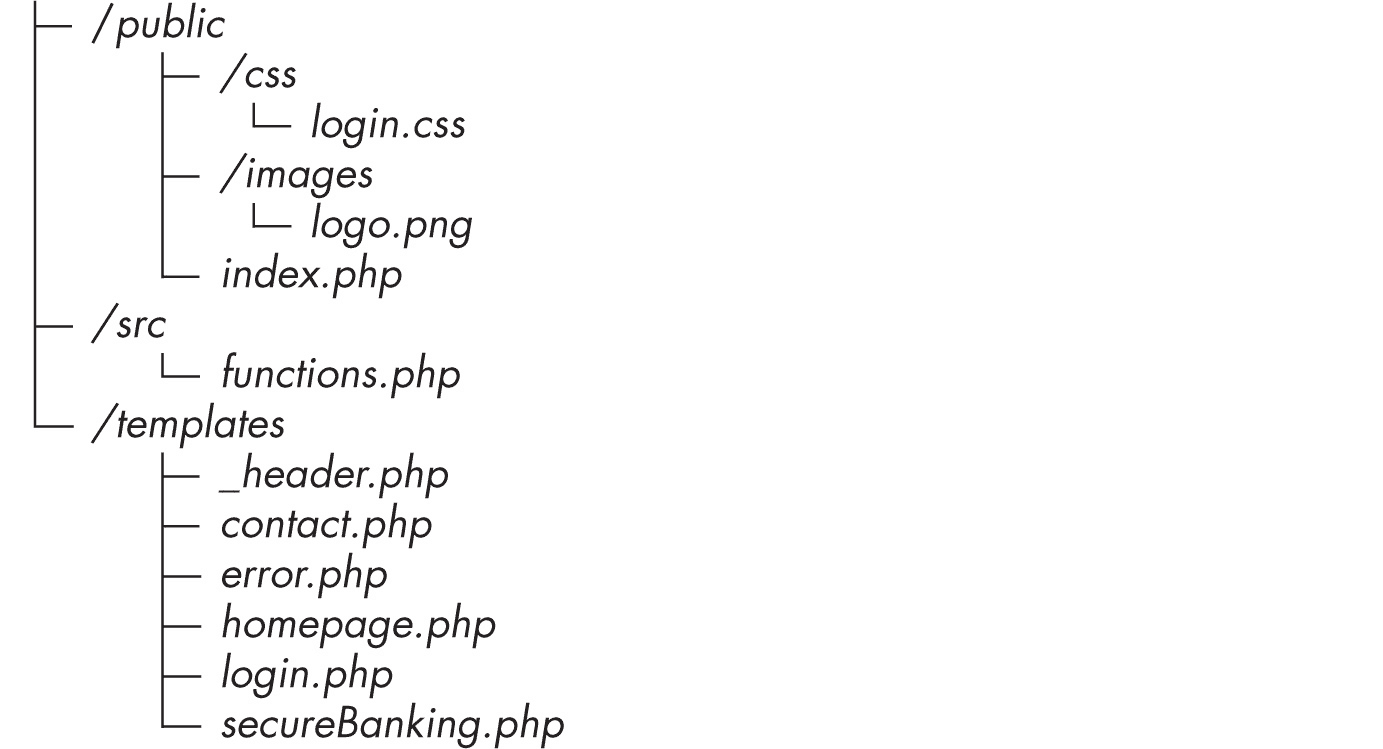 /public
/css
login.css
/images
logo.png
index.php
/src
functions.php
/templates
_header.php
contact.php
error.php
homepage.php
login.php
secureBanking.php